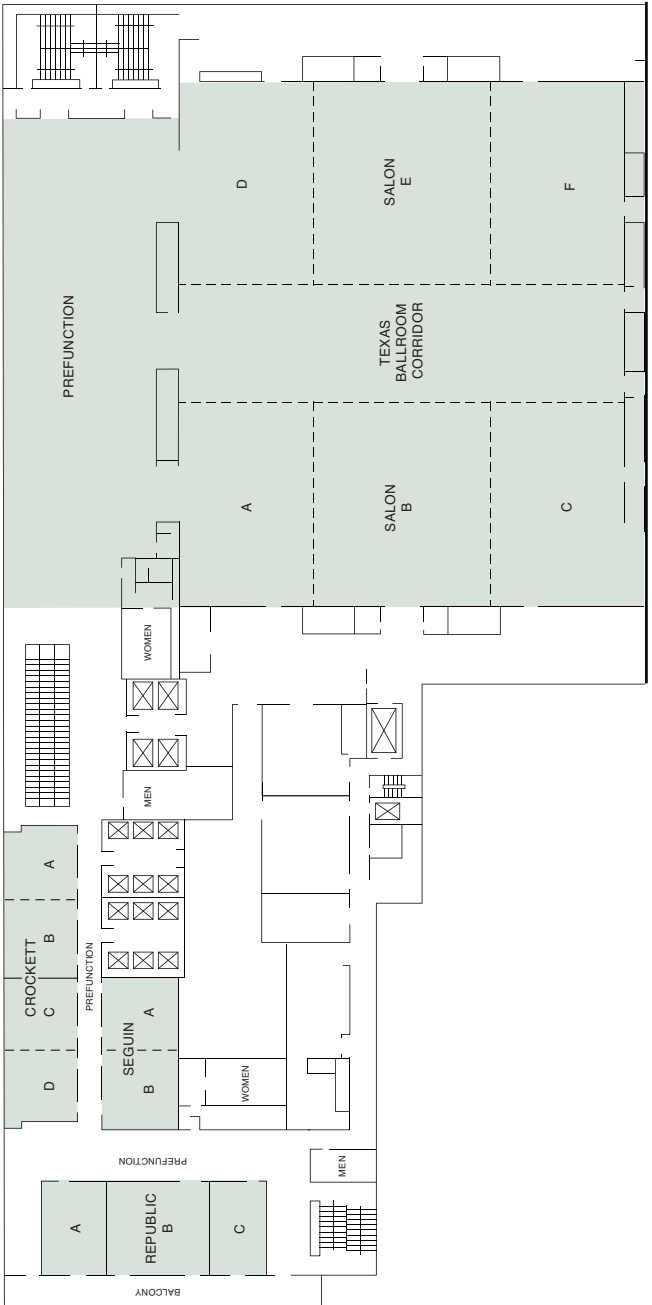 PREFUNCTION
D
SALON
E
F
TEXAS
BALLROOM
CORRIDOR
A
SALON
B
C
WOMEN
MEN
CROCKETT
A
B
C
D
PREFUNCTION
SEGUIN
A
B
WOMEN
PREFUNCTION
MEN
REPUBLIC
A
B
C
BALCONY